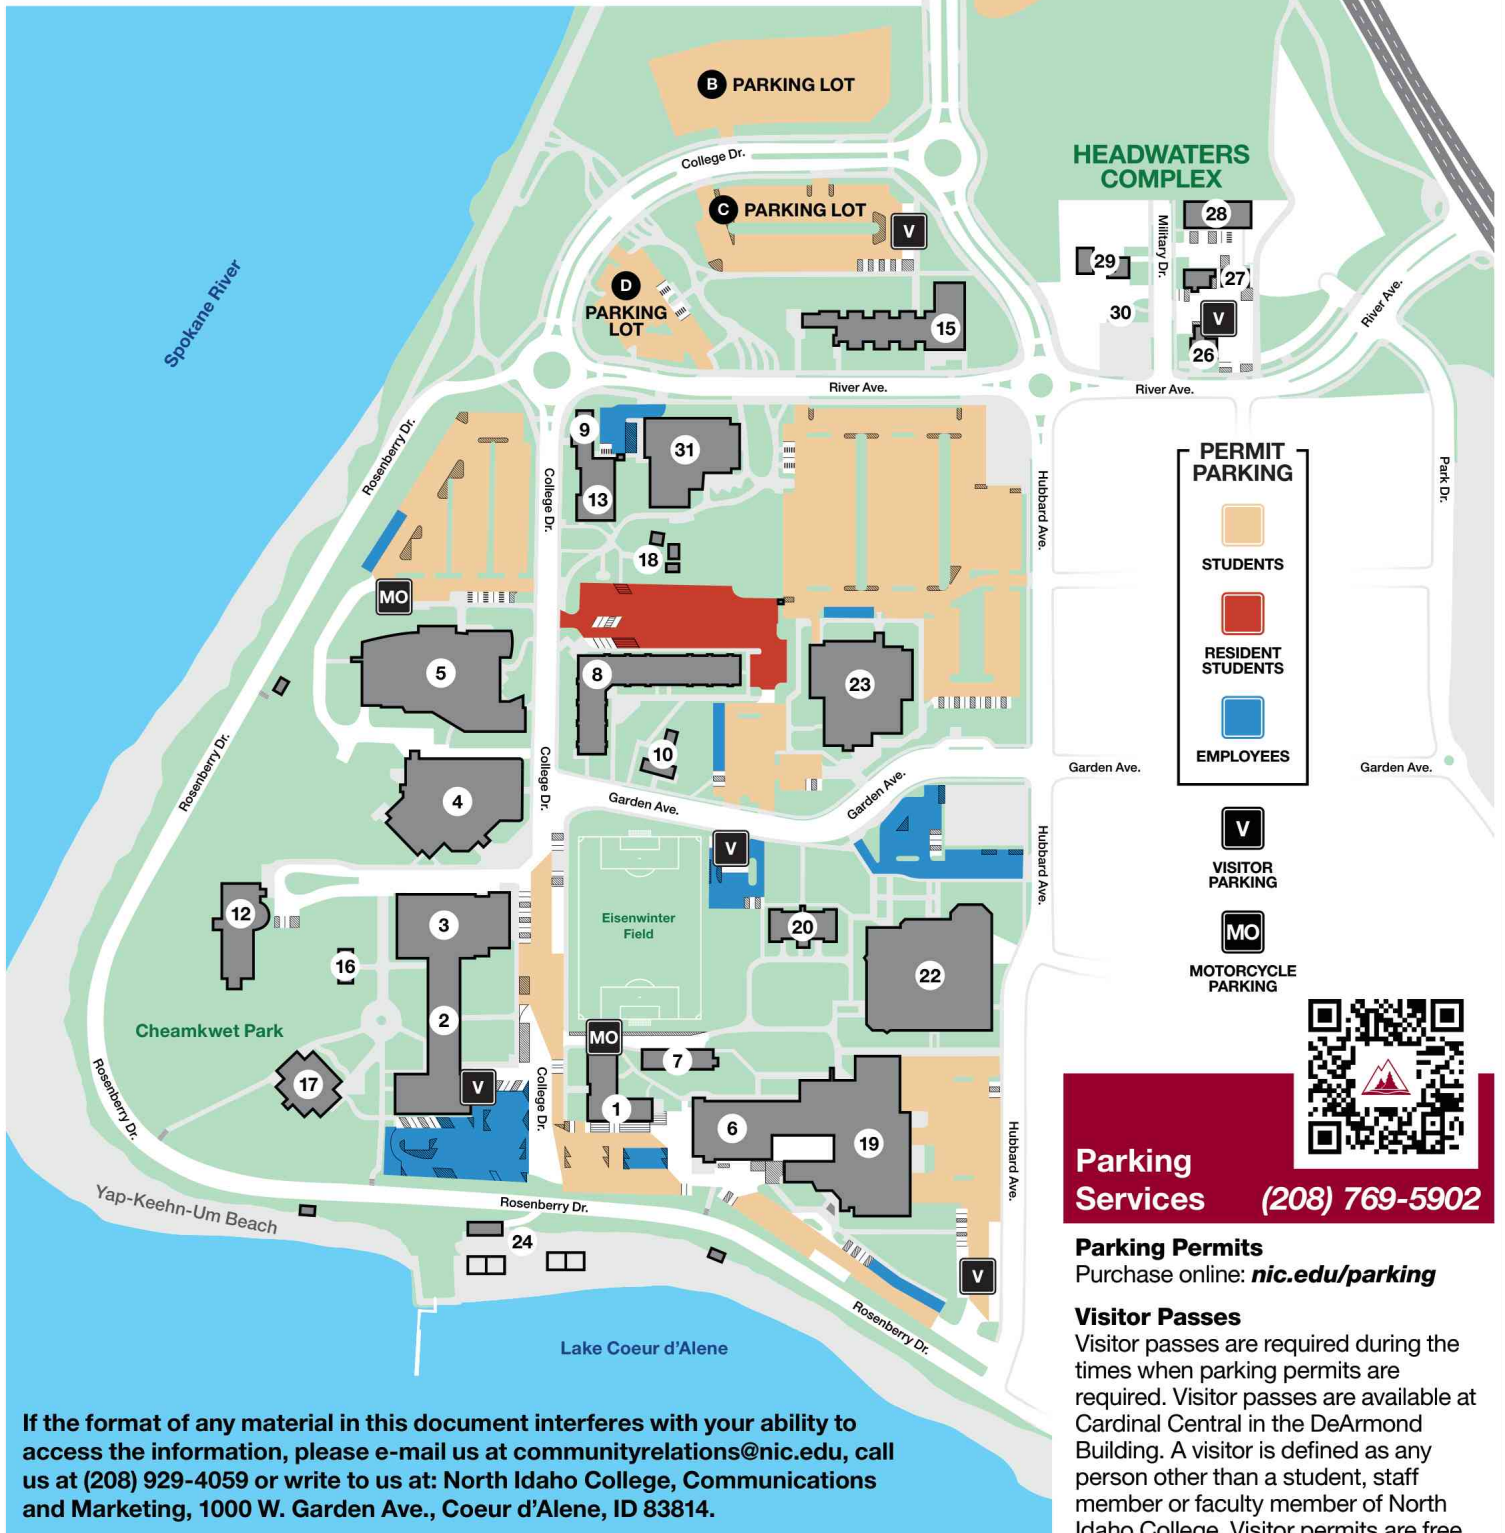 B PARKING LOT
College Dr.
HEADWATERS
COMPLEX
C PARKING LOT
V
28
Military Dr.
29
27
D
PARKING
LOT
30
V
15
26
River Ave.
Spokane River
River Ave.
River Ave.
Rosenberry Dr.
9
31
13
College Dr.
Hubbard Ave.
Park Dr.
PERMIT
PARKING
STUDENTS
RESIDENT
STUDENTS
EMPLOYEES
18
MO
5
8
23
10
Rosenberry Dr.
College Dr.
Garden Ave.
Garden Ave.
Garden Ave.
Garden Ave.
4
V
Hubbard Ave.
V
VISITOR
PARKING
MO
MOTORCYCLE
PARKING
12
3
Eisenwinter
Field
20
16
22
2
Cheamkwet Park
MO
7
17
V
1
6
19
Rosenberry Dr.
College Dr.
Hubbard Ave.
Parking
Services (208) 769-5902
Yap-Keehn-Um Beach
Rosenberry Dr.
24
V
Rosenberry Dr.
Lake Coeur d'Alene
Parking Permits
Purchase online: nic.edu/parking
Visitor Passes
Visitor passes are required during the
times when parking permits are
required. Visitor passes are available at
Cardinal Central in the DeArmond
Building. A visitor is defined as any
person other than a student, staff
member or faculty member of North
Idaho College. Visitor permits are free
If the format of any material in this document interferes with your ability to
access the information, please e-mail us at communityrelations@nic.edu, call
us at (208) 929-4059 or write to us at: North Idaho College, Communications
and Marketing, 1000 W. Garden Ave., Coeur d'Alene, ID 83814.